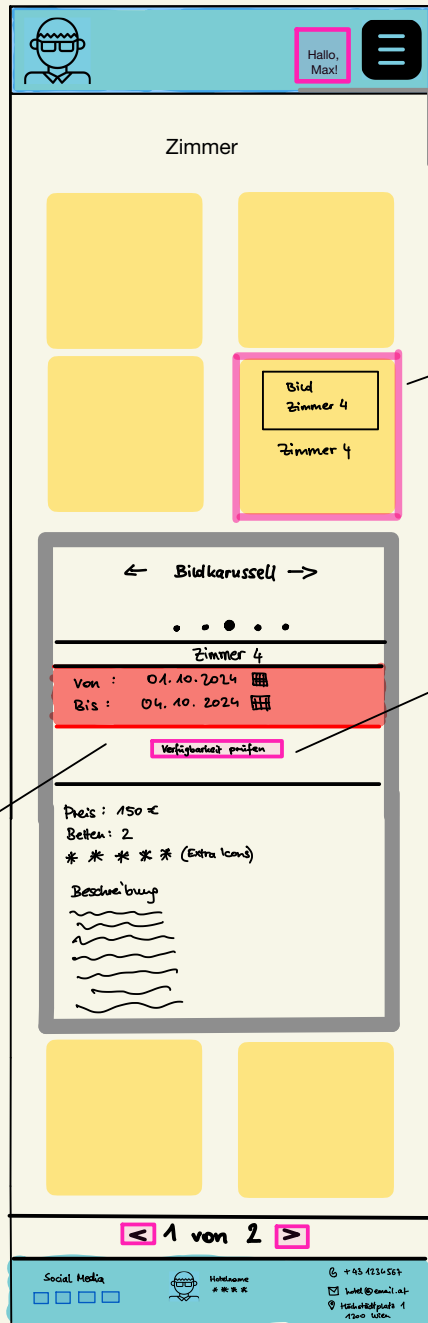 Hallo,
Max!
Zimmer
Bild
Zimmer 4
Zimmer 4
← Bildkarussell →
Zimmer 4
Von : 01.10.2024
Bis : 04.10.2024
Verfügbarkeit prüfen
Preis : 150 €
Betten : 2
* * * * * (Extra Icons)
Beschreibung
< 1 von 2 >
Social Media
Hotelname
* * * *
+43 1234567
hotel@email.at
Höchstädtplatz 1
1200 Wien